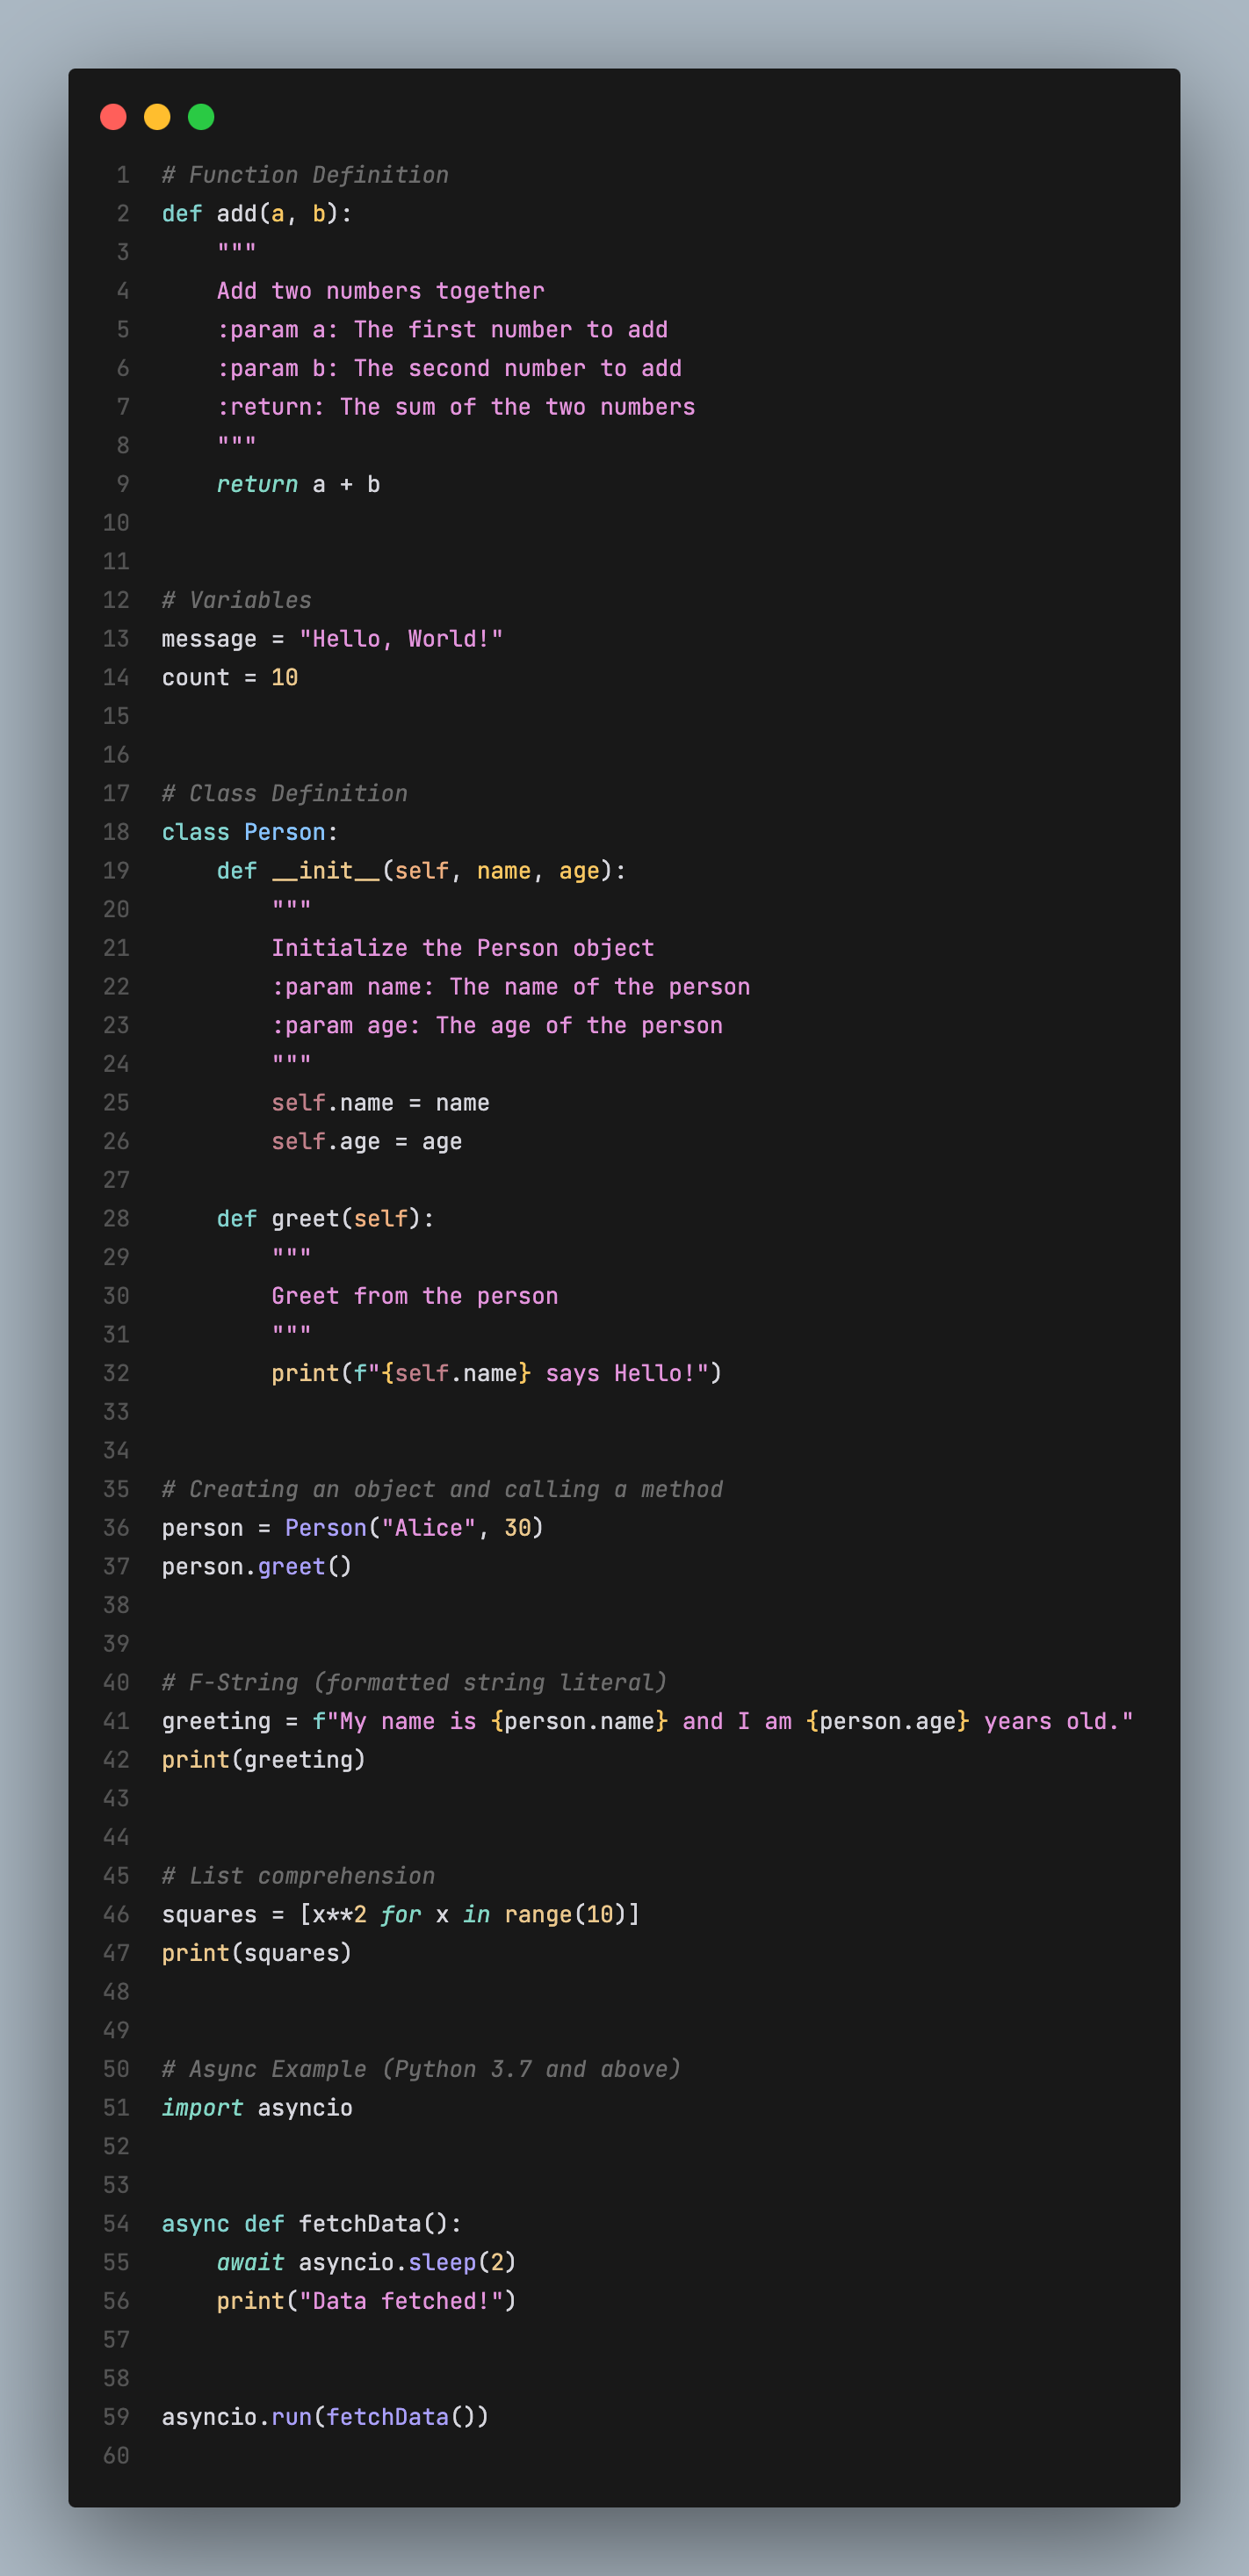 1 # Function Definition
2 def add(a, b):
3     """
4     Add two numbers together
5     :param a: The first number to add
6     :param b: The second number to add
7     :return: The sum of the two numbers
8     """
9     return a + b
10
11
12 # Variables
13 message = "Hello, World!"
14 count = 10
15
16
17 # Class Definition
18 class Person:
19     def __init__(self, name, age):
20         """
21         Initialize the Person object
22         :param name: The name of the person
23         :param age: The age of the person
24         """
25         self.name = name
26         self.age = age
27
28     def greet(self):
29         """
30         Greet from the person
31         """
32         print(f"{self.name} says Hello!")
33
34
35 # Creating an object and calling a method
36 person = Person("Alice", 30)
37 person.greet()
38
39
40 # F-String (formatted string literal)
41 greeting = f"My name is {person.name} and I am {person.age} years old."
42 print(greeting)
43
44
45 # List comprehension
46 squares = [x**2 for x in range(10)]
47 print(squares)
48
49
50 # Async Example (Python 3.7 and above)
51 import asyncio
52
53
54 async def fetchData():
55     await asyncio.sleep(2)
56     print("Data fetched!")
57
58
59 asyncio.run(fetchData())
60